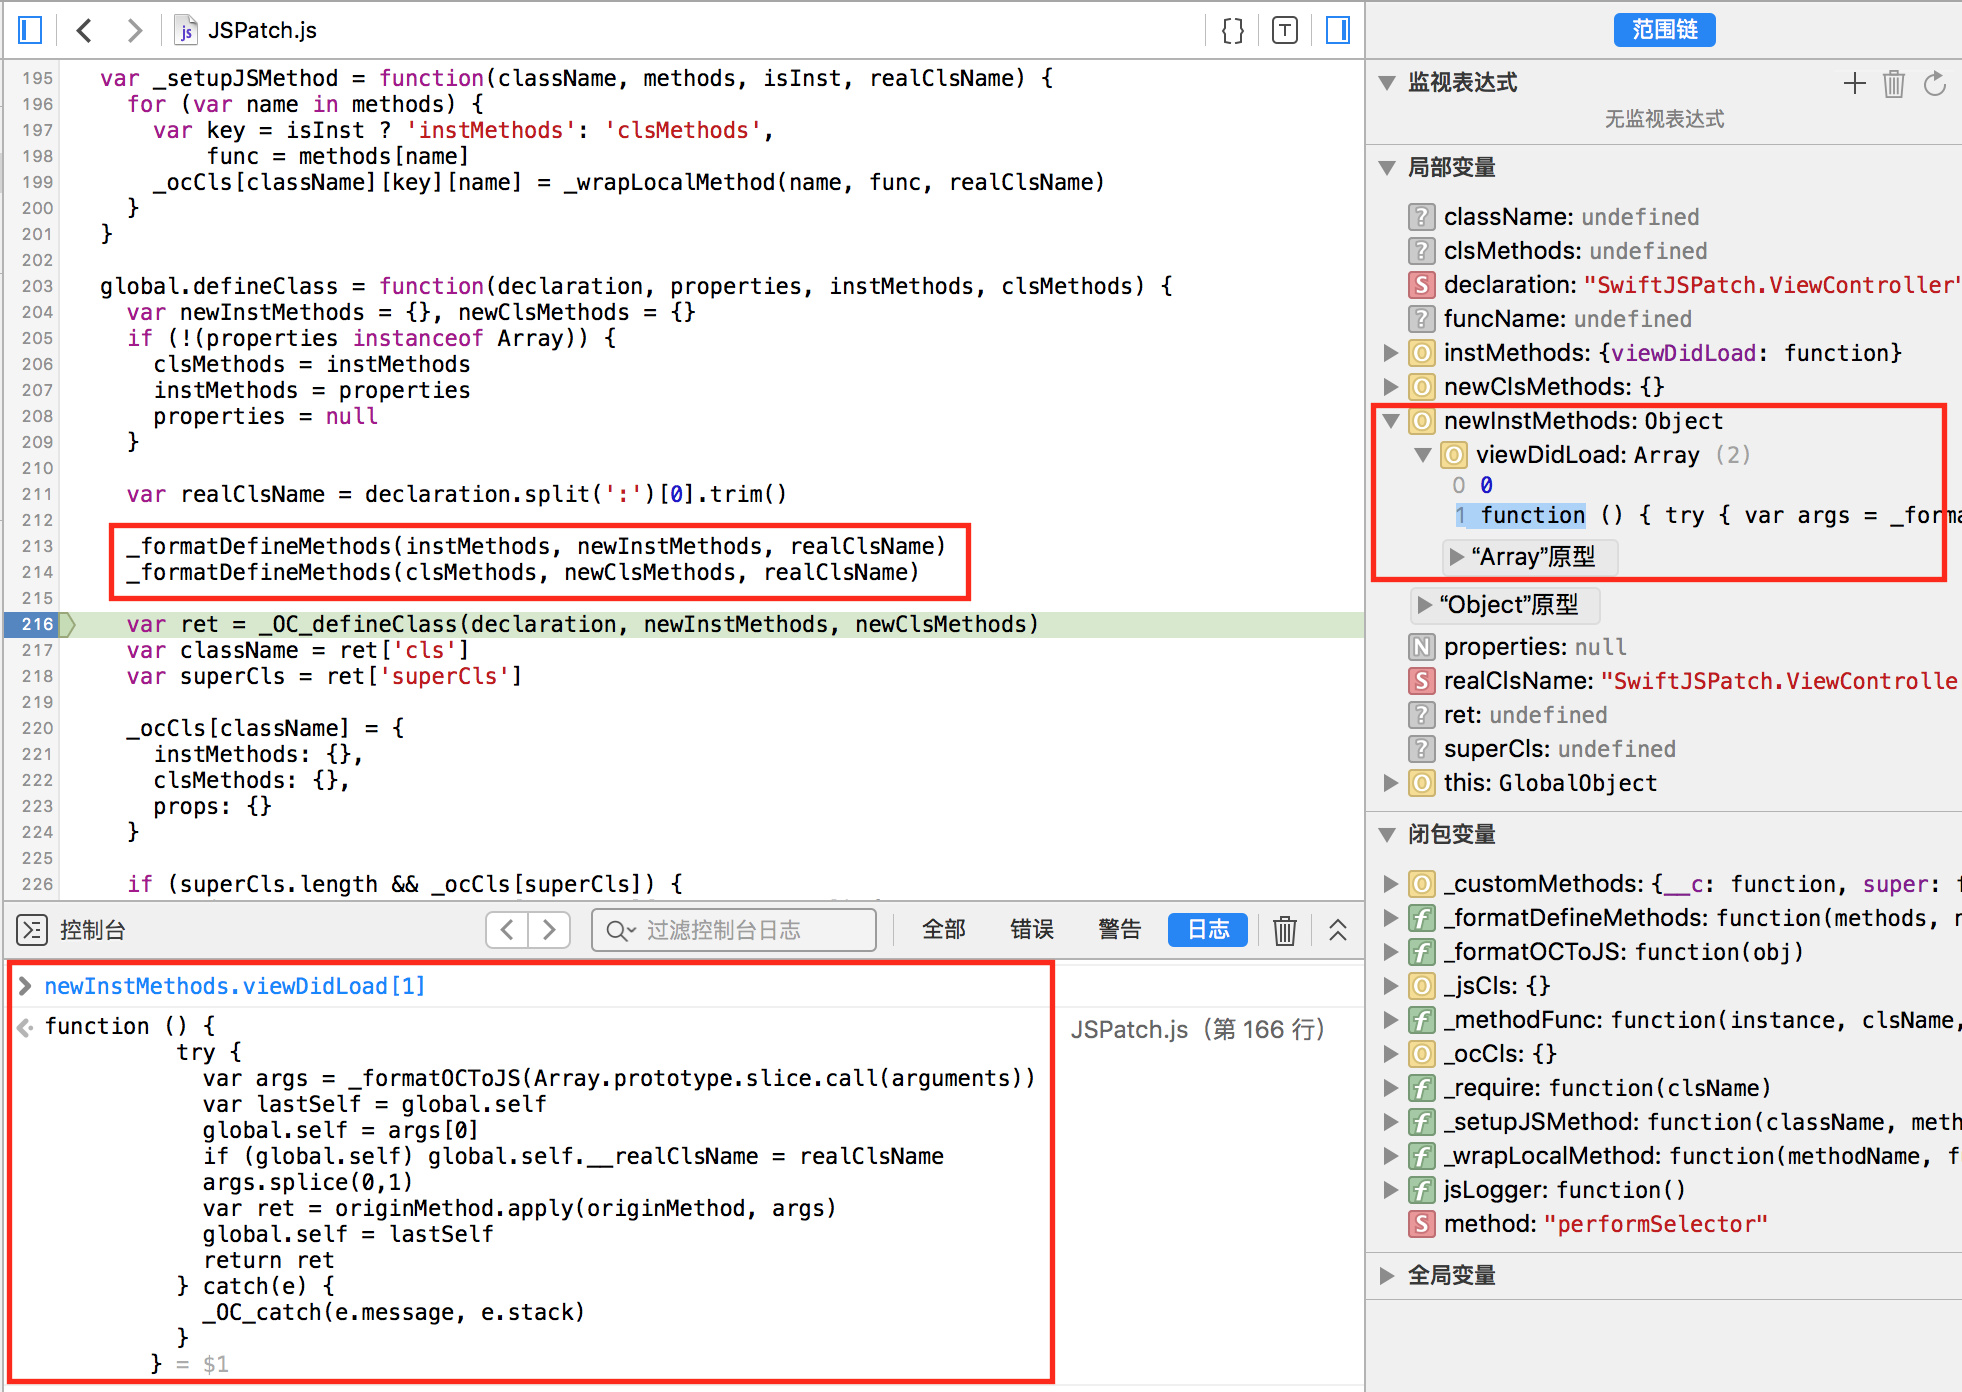 JSPatch.js
{}
T
范围链
195 var _setupJSMethod = function(className, methods, isInst, realClsName) {
196 for (var name in methods) {
197 var key = isInst ? 'instMethods': 'clsMethods',
198 func = methods[name]
199 _ocCls[className][key][name] = _wrapLocalMethod(name, func, realClsName)
200 }
201 }
202
203 global.defineClass = function(declaration, properties, instMethods, clsMethods) {
204 var newInstMethods = {}, newClsMethods = {}
205 if (!(properties instanceof Array)) {
206 clsMethods = instMethods
207 instMethods = properties
208 properties = null
209 }
210
211 var realClsName = declaration.split(':')[0].trim()
212
213 _formatDefineMethods(instMethods, newInstMethods, realClsName)
214 _formatDefineMethods(clsMethods, newClsMethods, realClsName)
215
216 var ret = _OC_defineClass(declaration, newInstMethods, newClsMethods)
217 var className = ret['cls']
218 var superCls = ret['superCls']
219
220 _ocCls[className] = {
221 instMethods: {},
222 clsMethods: {},
223 props: {}
224 }
225
226 if (superCls.length && _ocCls[superCls]) {
控制台
过滤控制台日志
全部
错误
警告
日志
newInstMethods.viewDidLoad[1]
function () {
try {
var args = _formatOCToJS(Array.prototype.slice.call(arguments))
var lastSelf = global.self
global.self = args[0]
if (global.self) global.self.__realClsName = realClsName
args.splice(0,1)
var ret = originMethod.apply(originMethod, args)
global.self = lastSelf
return ret
} catch(e) {
_OC_catch(e.message, e.stack)
}
} = $1
JSPatch.js（第 166 行）
监视表达式
无监视表达式
局部变量
? className: undefined
? clsMethods: undefined
S declaration: "SwiftJSPatch.ViewController"
? funcName: undefined
O instMethods: {viewDidLoad: function}
O newClsMethods: {}
O newInstMethods: Object
O viewDidLoad: Array (2)
0 0
1 function () { try { var args = _forma
“Array”原型
“Object”原型
N properties: null
S realClsName: "SwiftJSPatch.ViewControlle
? ret: undefined
? superCls: undefined
O this: GlobalObject
闭包变量
O _customMethods: {__c: function, super: f
f _formatDefineMethods: function(methods, n
f _formatOCToJS: function(obj)
O _jsCls: {}
f _methodFunc: function(instance, clsName,
O _ocCls: {}
f _require: function(clsName)
f _setupJSMethod: function(className, meth
f _wrapLocalMethod: function(methodName, f
f jsLogger: function()
S method: "performSelector"
全局变量